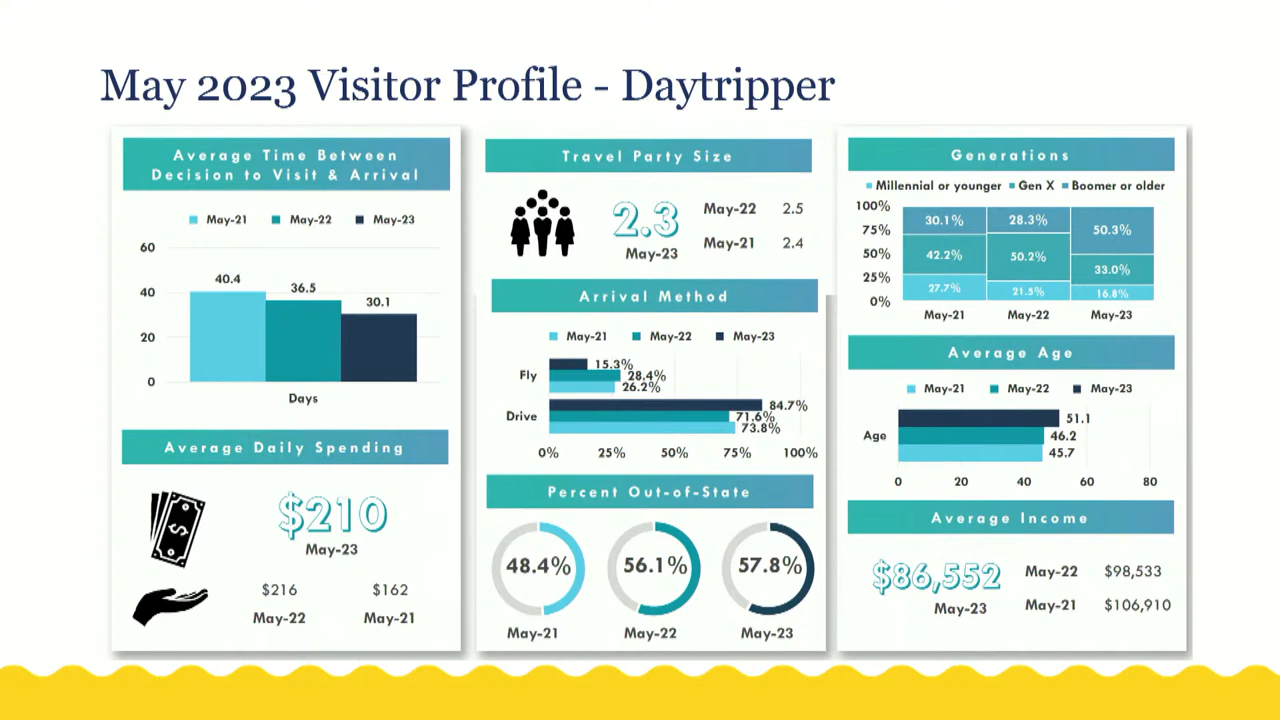 May 2023 Visitor Profile - Daytripper
Average Time Between
Decision to Visit & Arrival
May-21 May-22 May-23
60
40
20
0
40.4
36.5
30.1
Days
Average Daily Spending
$
$210
May-23
$216 $162
May-22 May-21
Travel Party Size
2.3
May-23
May-22 2.5
May-21 2.4
Arrival Method
May-21 May-22 May-23
Fly
15.3%
28.4%
26.2%
Drive
84.7%
71.6%
73.8%
0% 25% 50% 75% 100%
Percent Out-of-State
48.4% 56.1% 57.8%
May-21 May-22 May-23
Generations
Millennial or younger Gen X Boomer or older
100%
75%
50%
25%
0%
30.1% 28.3% 50.3%
42.2% 50.2% 33.0%
27.7% 21.5% 16.8%
May-21 May-22 May-23
Average Age
May-21 May-22 May-23
Age
51.1
46.2
45.7
0 20 40 60 80
Average Income
$86,552
May-23
May-22 $98,533
May-21 $106,910